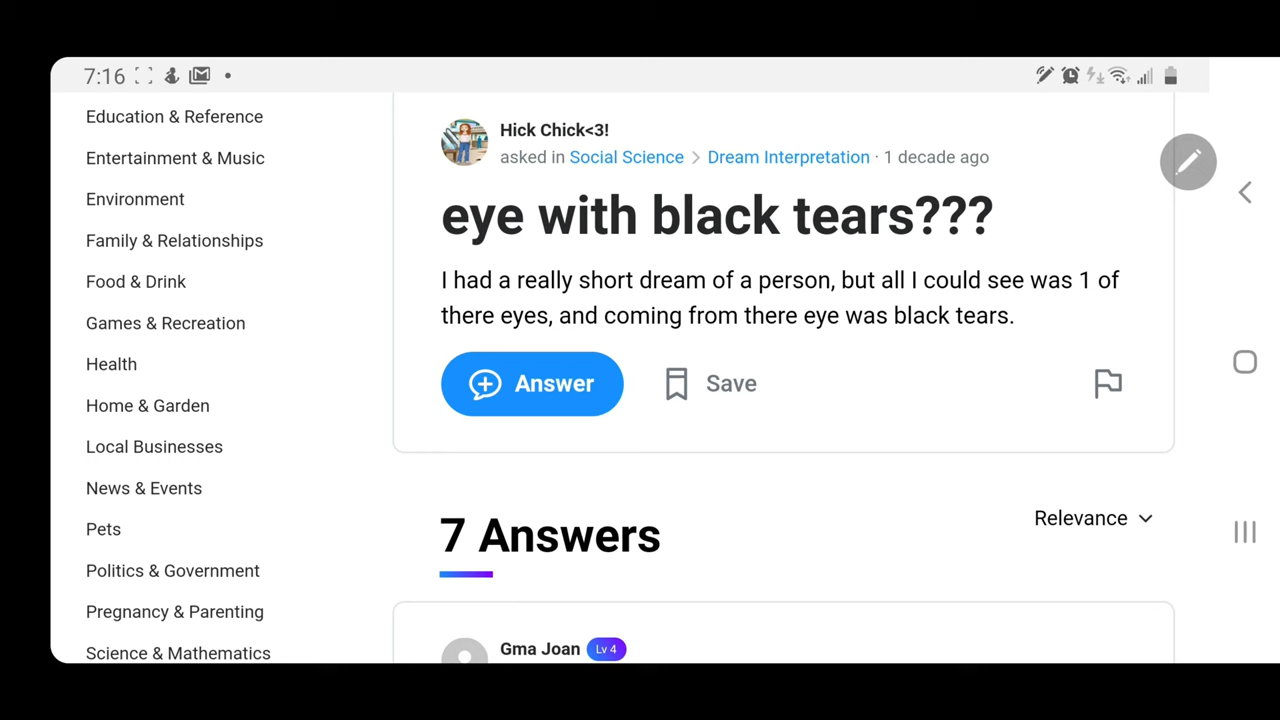 7:16
Education & Reference
Entertainment & Music
Environment
Family & Relationships
Food & Drink
Games & Recreation
Health
Home & Garden
Local Businesses
News & Events
Pets
Politics & Government
Pregnancy & Parenting
Science & Mathematics
Hick Chick<3!
asked in Social Science > Dream Interpretation · 1 decade ago
eye with black tears???
I had a really short dream of a person, but all I could see was 1 of
there eyes, and coming from there eye was black tears.
Answer Save
7 Answers
Relevance
Gma Joan Lv 4